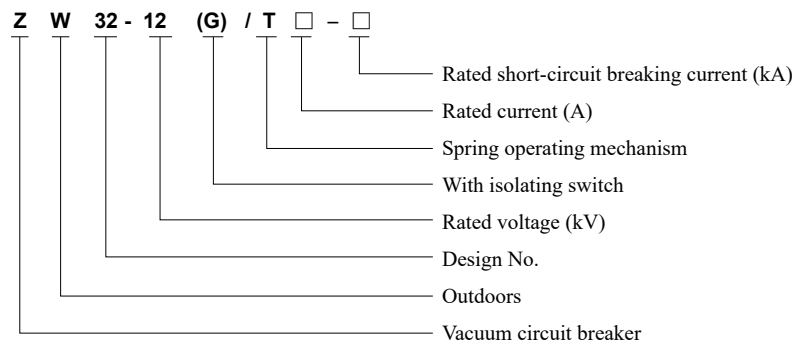 Z W 32 - 12 (G) / T □ – □
Rated short-circuit breaking current (kA)
Rated current (A)
Spring operating mechanism
With isolating switch
Rated voltage (kV)
Design No.
Outdoors
Vacuum circuit breaker